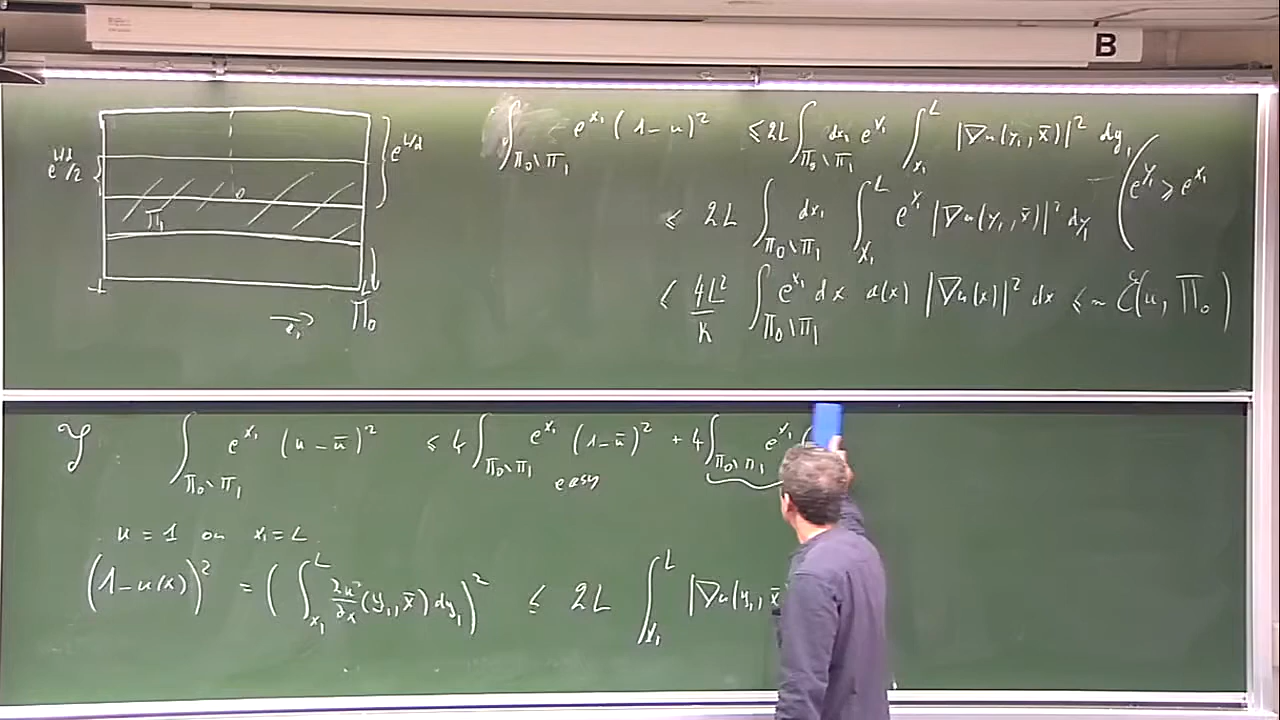 B
e^{L/d}/2
e^{L/d}
0
Π_1
e_1
Π_0
∫_{Π_0\Π_1} e^{x_1} (1-u)^2 ≤ 2L ∫_{Π_0\Π_1} dx_1 e^{x_1} ∫_{x_1}^{L} |∇u(y_1, x̄)|^2 dy_1
≤ 2L ∫_{Π_0\Π_1} dx_1 ∫_{x_1}^{L} e^{y_1} |∇u(y_1, x̄)|^2 dy_1 ( e^{y_1} ≥ e^{x_1}
≤ 4L^2/K ∫_{Π_0\Π_1} e^{x_1} dx a(x) |∇u(x)|^2 dx ≤ ~ (u, Π_0)
∫_{Π_0\Π_1} e^{x_1} (u - ū)^2 ≤ 4 ∫_{Π_0\Π_1} e^{x_1} (1-ū)^2 + 4 ∫_{Π_0\Π_1} e^{x_1} (
easy
u = 1 on x_1 = L
(1-u(x))^2 = ( ∫_{x_1}^{L} ∂u/∂x (y_1, x̄) dy_1 )^2 ≤ 2L ∫_{x_1}^{L} |∇u(y_1, x̄